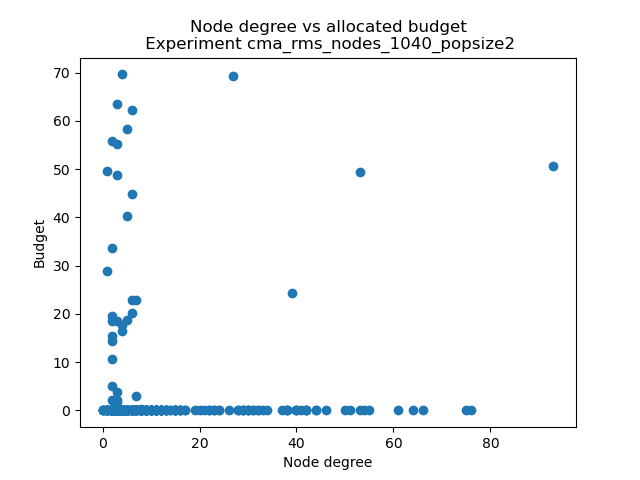 Node degree vs allocated budget
Experiment cma_rms_nodes_1040_popsize2
70
60
50
40
30
20
10
0
Budget
0 20 40 60 80
Node degree